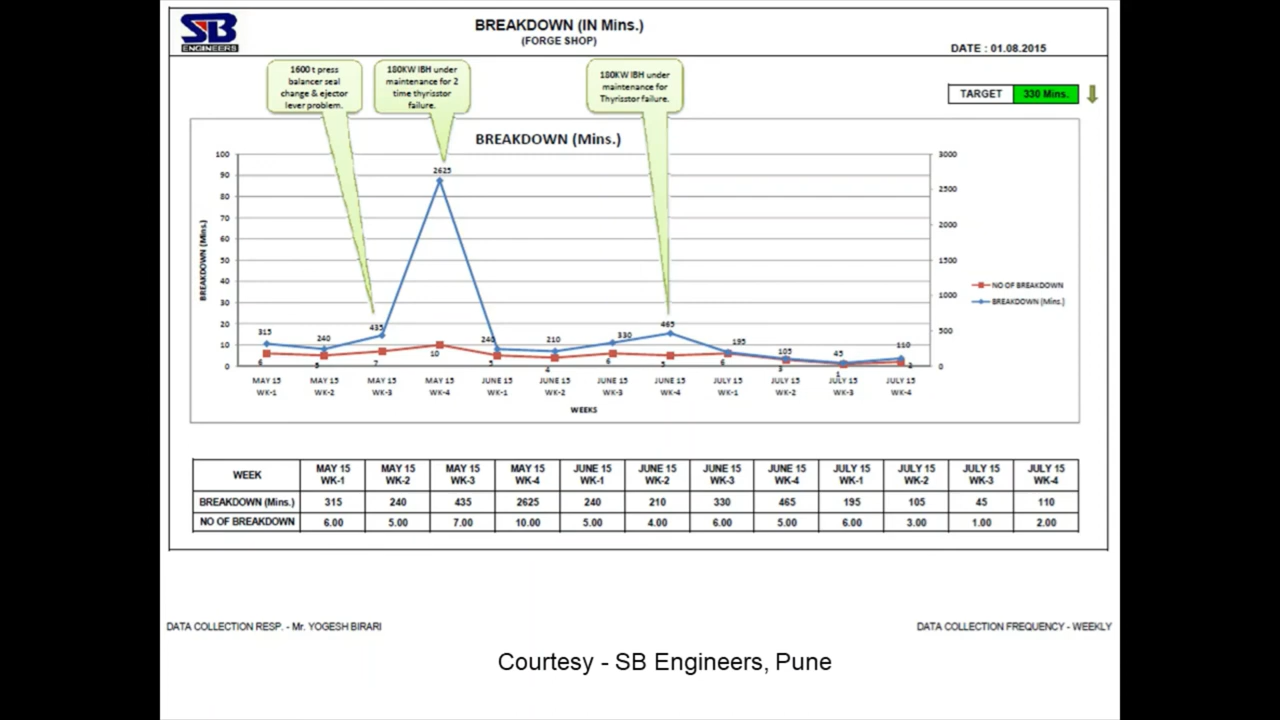 SB
ENGINEERS
BREAKDOWN (IN Mins.)
(FORGE SHOP)
DATE : 01.08.2015
1600 t press
balancer seal
change & ejector
lever problem.
180KW IBH under
maintenance for 2
time thyrisstor
failure.
180KW IBH under
maintenance for
Thyrisstor failure.
TARGET 330 Mins.
BREAKDOWN (Mins.)
100
90
80
70
60
50
40
30
20
10
0
BREAKDOWN (Mins.)
3000
2500
2000
1500
1000
500
0
315 240 435 2625 240 210 330 465 195 105 45 110
6 5 7 10 5 4 6 5 6 3 1 2
NO OF BREAKDOWN
BREAKDOWN (Mins.)
MAY 15 MAY 15 MAY 15 MAY 15 JUNE 15 JUNE 15 JUNE 15 JUNE 15 JULY 15 JULY 15 JULY 15 JULY 15
WK-1 WK-2 WK-3 WK-4 WK-1 WK-2 WK-3 WK-4 WK-1 WK-2 WK-3 WK-4
WEEKS
WEEK MAY 15 MAY 15 MAY 15 MAY 15 JUNE 15 JUNE 15 JUNE 15 JUNE 15 JULY 15 JULY 15 JULY 15 JULY 15
WK-1 WK-2 WK-3 WK-4 WK-1 WK-2 WK-3 WK-4 WK-1 WK-2 WK-3 WK-4
BREAKDOWN (Mins.) 315 240 435 2625 240 210 330 465 195 105 45 110
NO OF BREAKDOWN 6.00 5.00 7.00 10.00 5.00 4.00 6.00 5.00 6.00 3.00 1.00 2.00
DATA COLLECTION RESP. - Mr. YOGESH BIRARI
DATA COLLECTION FREQUENCY - WEEKLY
Courtesy - SB Engineers, Pune